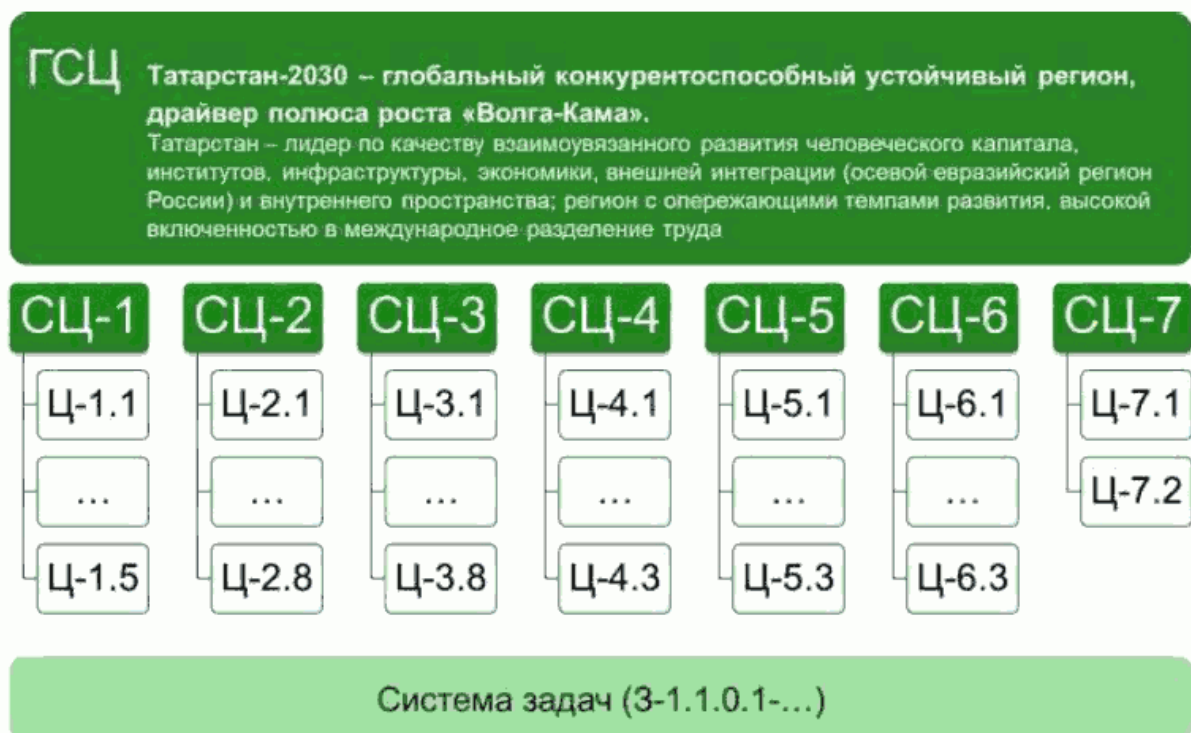 ГСЦ
Татарстан-2030 – глобальный конкурентоспособный устойчивый регион,
драйвер полюса роста «Волга-Кама».
Татарстан – лидер по качеству взаимоувязанного развития человеческого капитала,
институтов, инфраструктуры, экономики, внешней интеграции (осевой евразийский регион
России) и внутреннего пространства; регион с опережающими темпами развития, высокой
включенностью в международное разделение труда
СЦ-1 СЦ-2 СЦ-3 СЦ-4 СЦ-5 СЦ-6 СЦ-7
Ц-1.1 Ц-2.1 Ц-3.1 Ц-4.1 Ц-5.1 Ц-6.1 Ц-7.1
... ... ... ... ... ... Ц-7.2
Ц-1.5 Ц-2.8 Ц-3.8 Ц-4.3 Ц-5.3 Ц-6.3
Система задач (З-1.1.0.1-...)